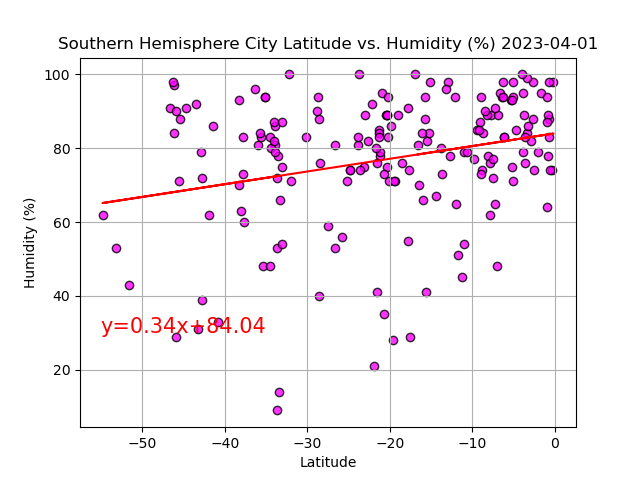 Southern Hemisphere City Latitude vs. Humidity (%) 2023-04-01
100
80
60
40
20
Humidity (%)
y=0.34x+84.04
−50 −40 −30 −20 −10 0
Latitude